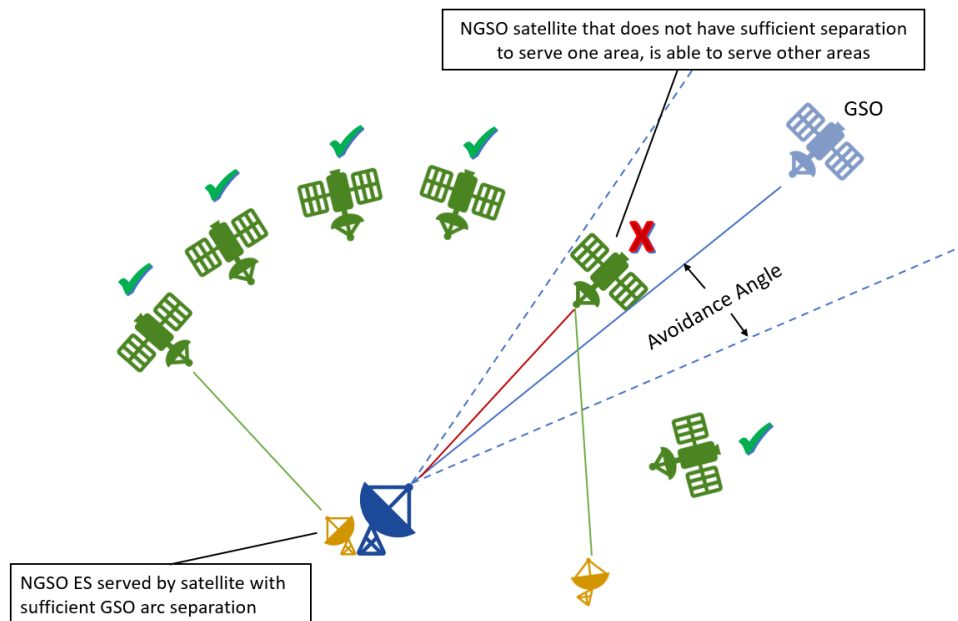 NGSO satellite that does not have sufficient separation
to serve one area, is able to serve other areas
GSO
X
Avoidance Angle
NGSO ES served by satellite with
sufficient GSO arc separation